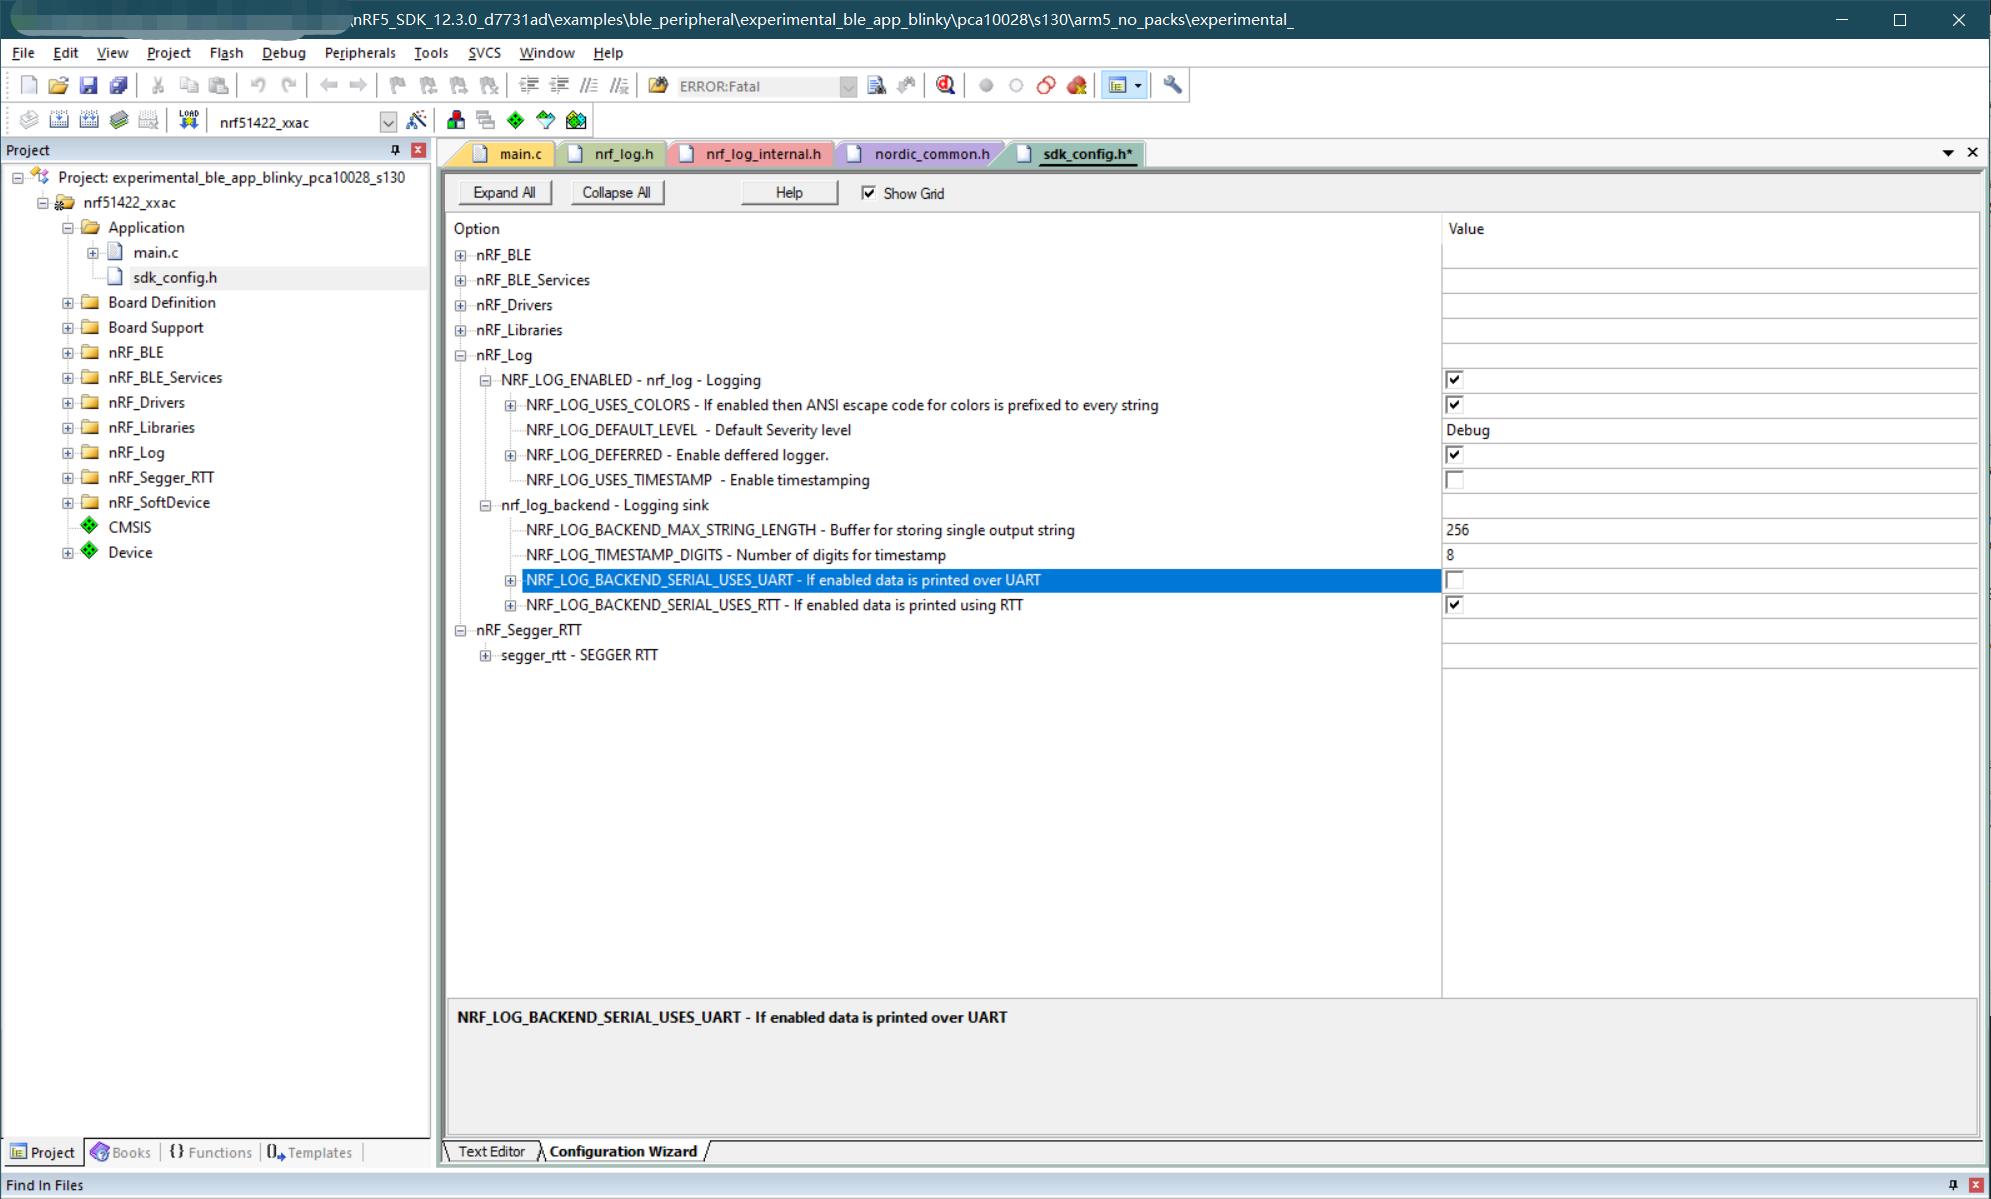 \nRF5_SDK_12.3.0_d7731ad\examples\ble_peripheral\experimental_ble_app_blinky\pca10028\s130\arm5_no_packs\experimental_
File Edit View Project Flash Debug Peripherals Tools SVCS Window Help
ERROR:Fatal
LOAD nrf51422_xxac
Project
main.c nrf_log.h nrf_log_internal.h nordic_common.h sdk_config.h*
Project: experimental_ble_app_blinky_pca10028_s130
nrf51422_xxac
Application
main.c
sdk_config.h
Board Definition
Board Support
nRF_BLE
nRF_BLE_Services
nRF_Drivers
nRF_Libraries
nRF_Log
nRF_Segger_RTT
nRF_SoftDevice
CMSIS
Device
Expand All Collapse All Help Show Grid
Option Value
nRF_BLE
nRF_BLE_Services
nRF_Drivers
nRF_Libraries
nRF_Log
NRF_LOG_ENABLED - nrf_log - Logging
NRF_LOG_USES_COLORS - If enabled then ANSI escape code for colors is prefixed to every string
NRF_LOG_DEFAULT_LEVEL - Default Severity level Debug
NRF_LOG_DEFERRED - Enable deffered logger.
NRF_LOG_USES_TIMESTAMP - Enable timestamping
nrf_log_backend - Logging sink
NRF_LOG_BACKEND_MAX_STRING_LENGTH - Buffer for storing single output string 256
NRF_LOG_TIMESTAMP_DIGITS - Number of digits for timestamp 8
NRF_LOG_BACKEND_SERIAL_USES_UART - If enabled data is printed over UART
NRF_LOG_BACKEND_SERIAL_USES_RTT - If enabled data is printed using RTT
nRF_Segger_RTT
segger_rtt - SEGGER RTT
NRF_LOG_BACKEND_SERIAL_USES_UART - If enabled data is printed over UART
Project Books {} Functions Templates
Text Editor Configuration Wizard
Find In Files